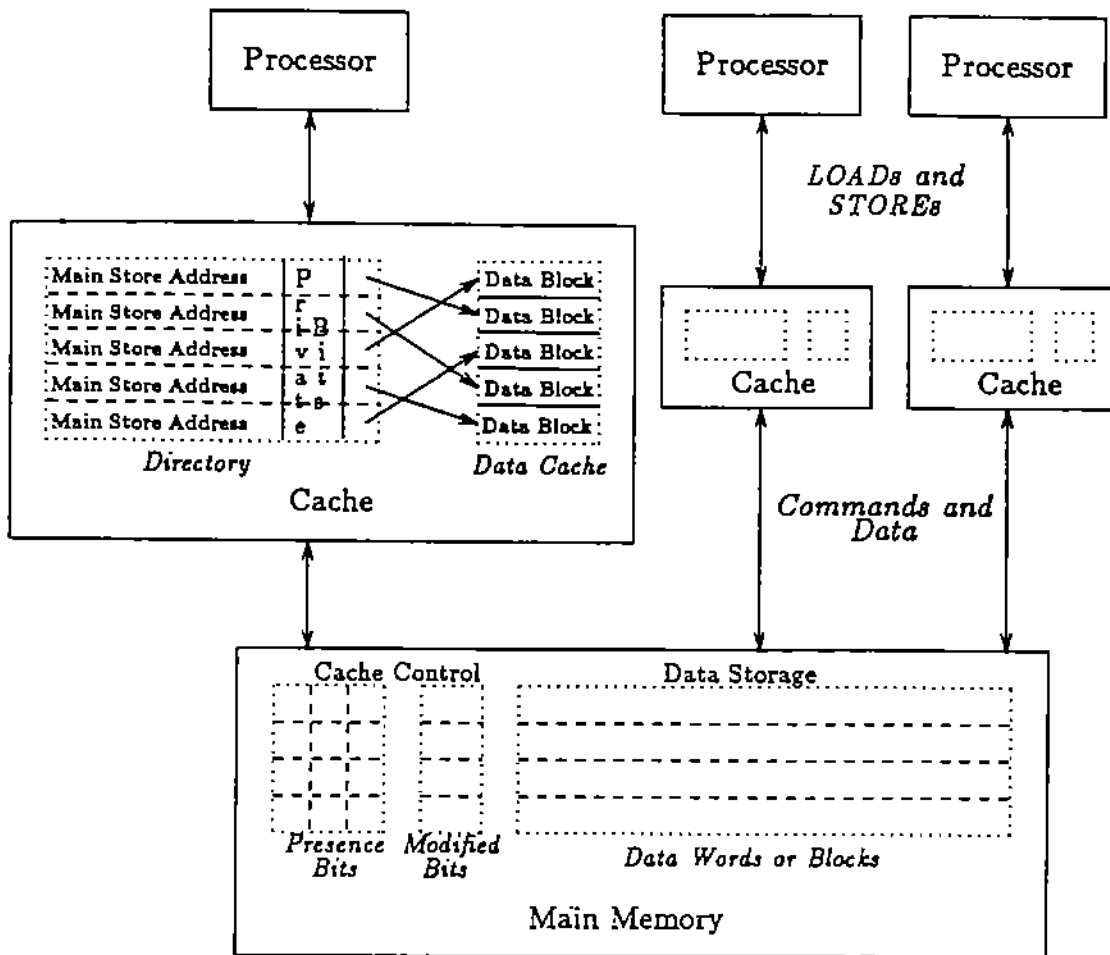 Processor
Processor
Processor
LOADs and
STOREs
Main Store Address
Main Store Address
Main Store Address
Main Store Address
Main Store Address
Private
Bits
Data Block
Data Block
Data Block
Data Block
Data Block
Directory
Data Cache
Cache
Cache
Cache
Commands and
Data
Cache Control
Data Storage
Presence
Bits
Modified
Bits
Data Words or Blocks
Main Memory